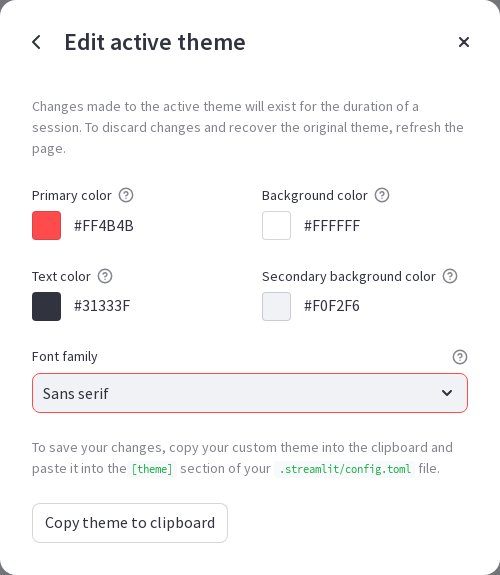 Edit active theme
Changes made to the active theme will exist for the duration of a
session. To discard changes and recover the original theme, refresh the
page.
Primary color
Background color
#FF4B4B
#FFFFFF
Text color
Secondary background color
#31333F
#F0F2F6
Font family
Sans serif
To save your changes, copy your custom theme into the clipboard and
paste it into the [theme] section of your .streamlit/config.toml file.
Copy theme to clipboard